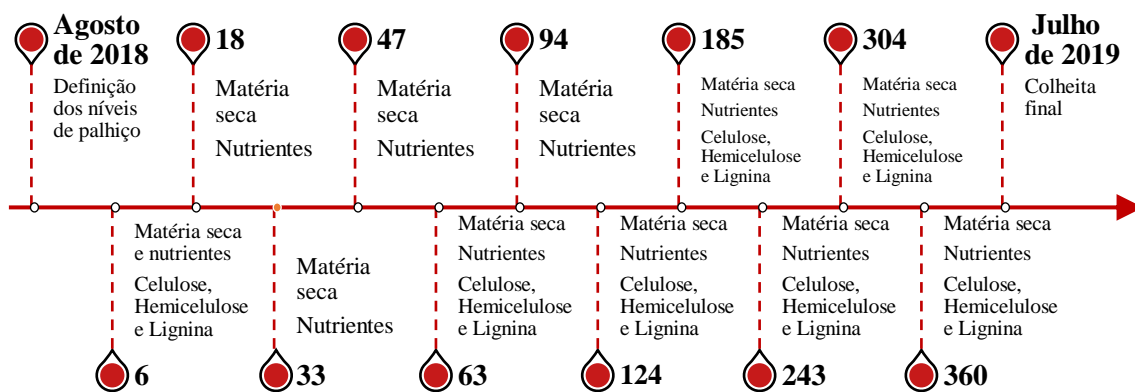 Agosto
de 2018
Definição
dos níveis
de palhiço
18
Matéria
seca
Nutrientes
47
Matéria
seca
Nutrientes
94
Matéria
seca
Nutrientes
185
Matéria seca
Nutrientes
Celulose,
Hemicelulose
e Lignina
304
Matéria seca
Nutrientes
Celulose,
Hemicelulose
e Lignina
Julho
de 2019
Colheita
final
Matéria seca
e nutrientes
Celulose,
Hemicelulose
e Lignina
6
Matéria
seca
Nutrientes
33
Matéria seca
Nutrientes
Celulose,
Hemicelulose
e Lignina
63
Matéria seca
Nutrientes
Celulose,
Hemicelulose
e Lignina
124
Matéria seca
Nutrientes
Celulose,
Hemicelulose
e Lignina
243
Matéria seca
Nutrientes
Celulose,
Hemicelulose
e Lignina
360